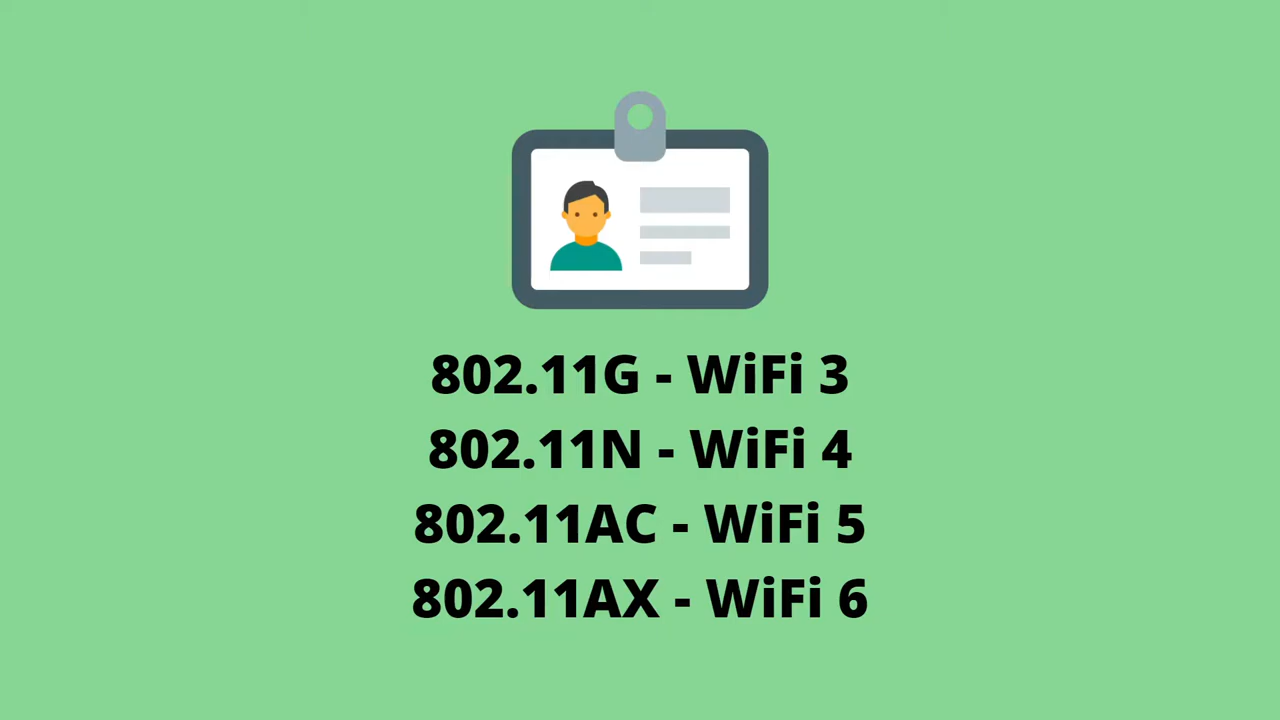 802.11G - WiFi 3
802.11N - WiFi 4
802.11AC - WiFi 5
802.11AX - WiFi 6